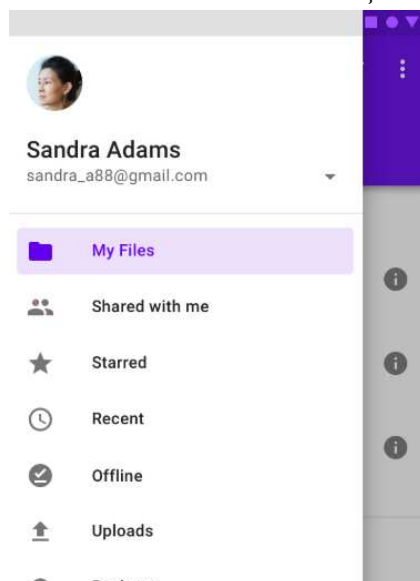 Sandra Adams
sandra_a88@gmail.com
My Files
Shared with me
Starred
Recent
Offline
Uploads